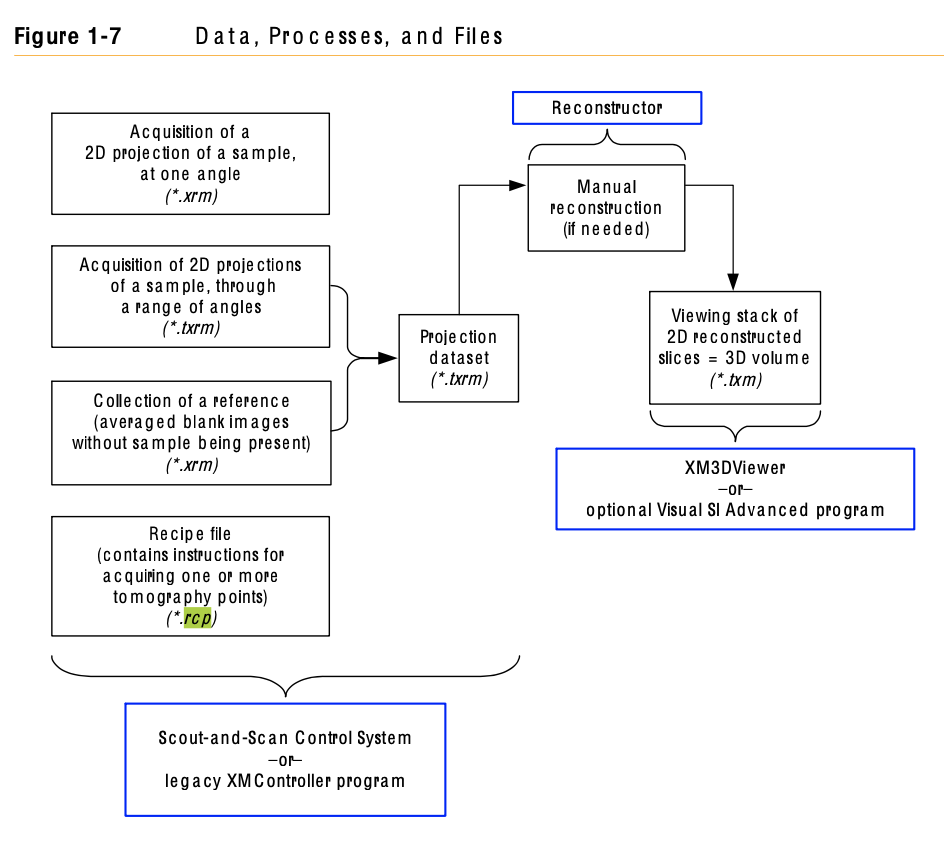 Figure 1-7 Data, Processes, and Files
Reconstructor
Acquisition of a
2D projection of a sample,
at one angle
(*.xrm)
Manual
reconstruction
(if needed)
Acquisition of 2D projections
of a sample, through
a range of angles
(*.txrm)
Projection
dataset
(*.txrm)
Viewing stack of
2D reconstructed
slices = 3D volume
(*.txm)
Collection of a reference
(averaged blank images
without sample being present)
(*.xrm)
XM3DViewer
–or–
optional Visual SI Advanced program
Recipe file
(contains instructions for
acquiring one or more
tomography points)
(*.rcp)
Scout-and-Scan Control System
–or–
legacy XMController program